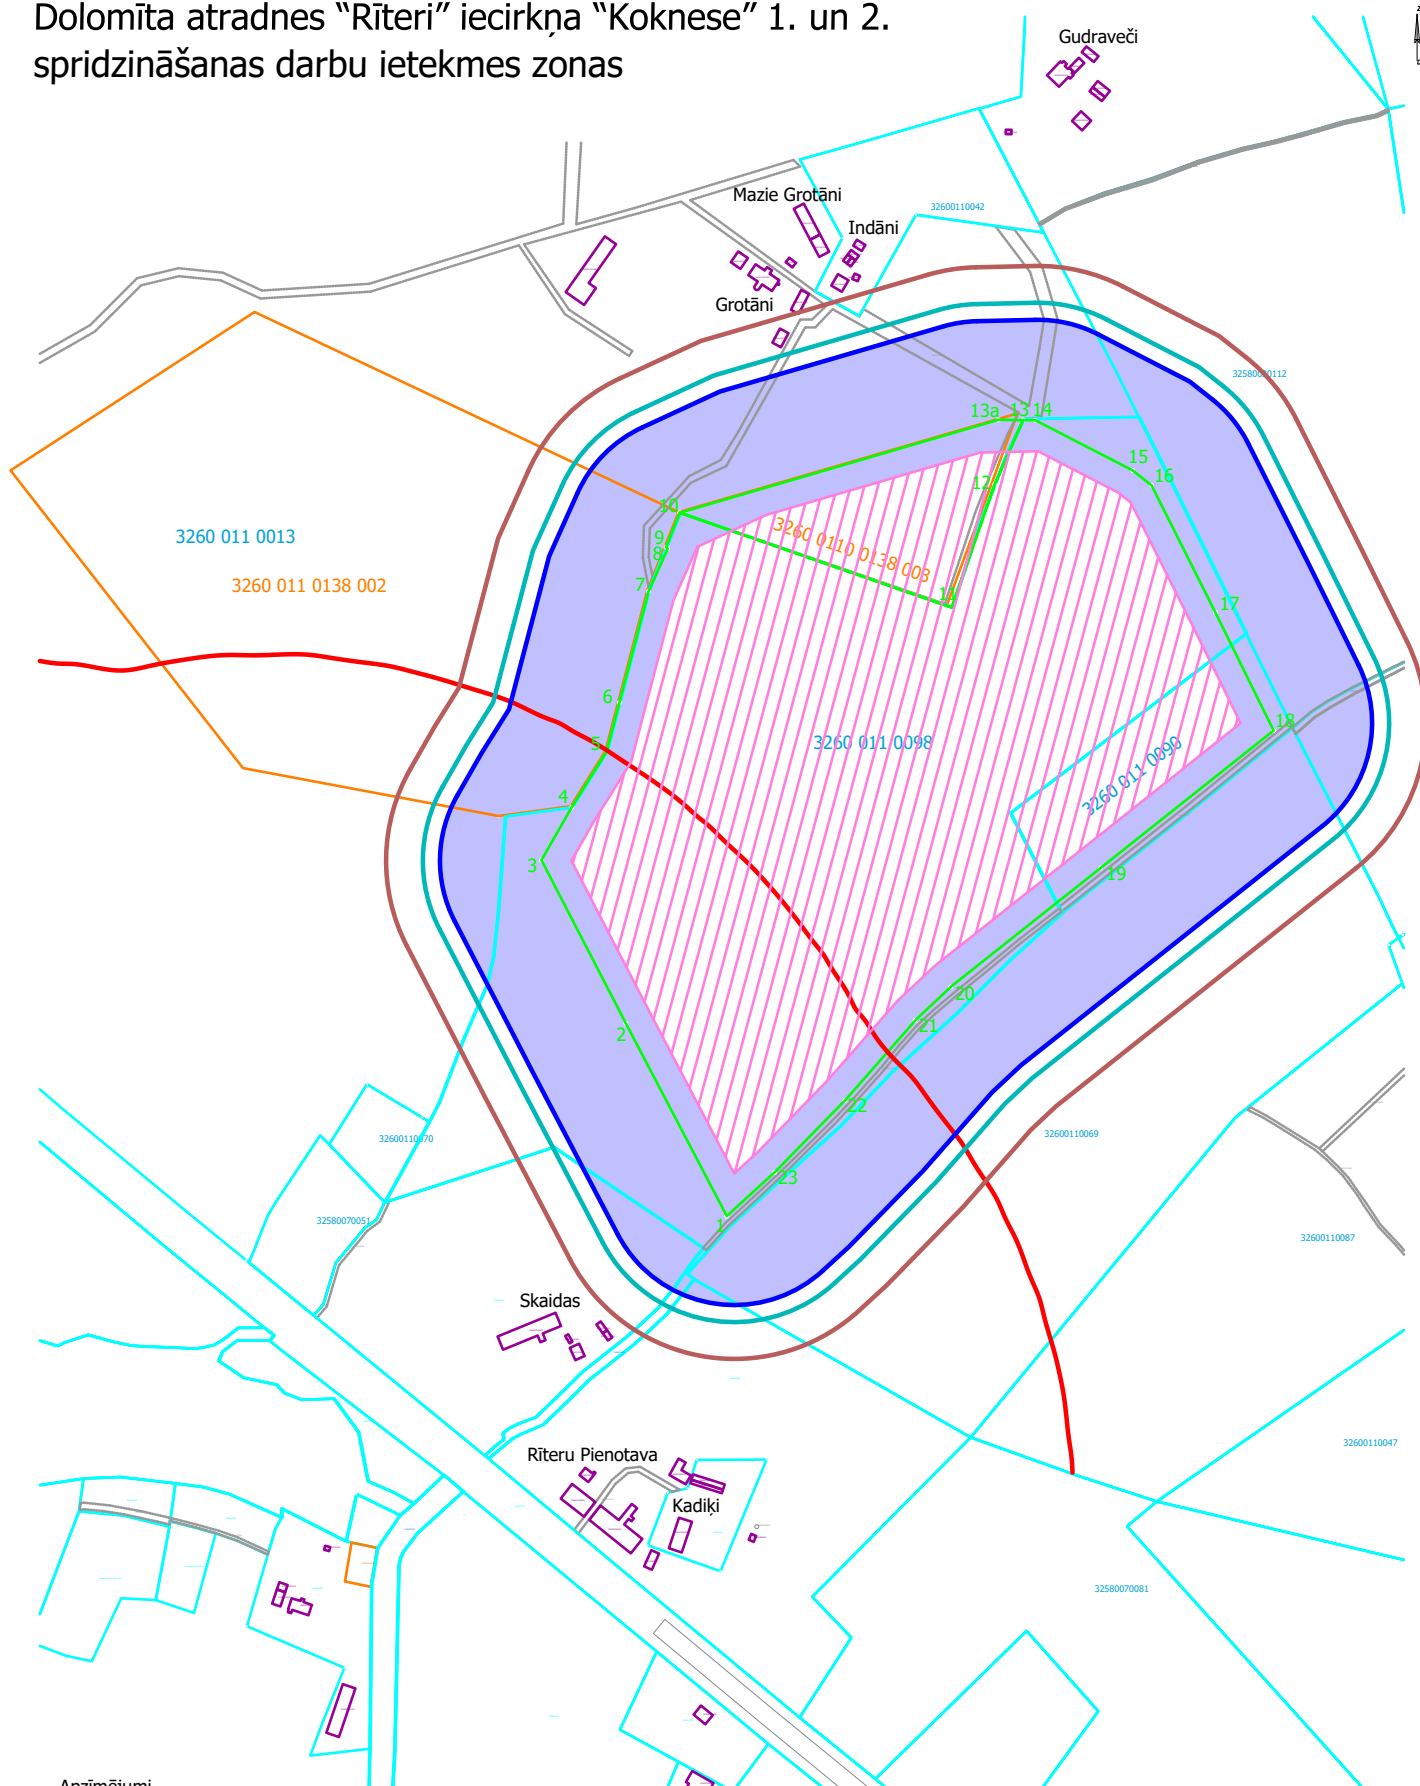 Dolomīta atradnes “Rīteri” iecirkņa “Koknese” 1. un 2.
spridzināšanas darbu ietekmes zonas
Gudraveči
Mazie Grotāni
32600110042
Indāni
Grotāni
32580020112
13a
13
14
15
16
12
10
3260 0110 0138 003
9
8
7
11
17
3260 011 0013
3260 011 0138 002
6
5
18
3260 011 0098
3260 011 0090
4
3
19
20
21
2
22
32600110070
32600110069
23
1
32580070051
32600110087
Skaidas
32600110047
Rīteru Pienotava
Kadiķi
32580070081
Apzīmējumi